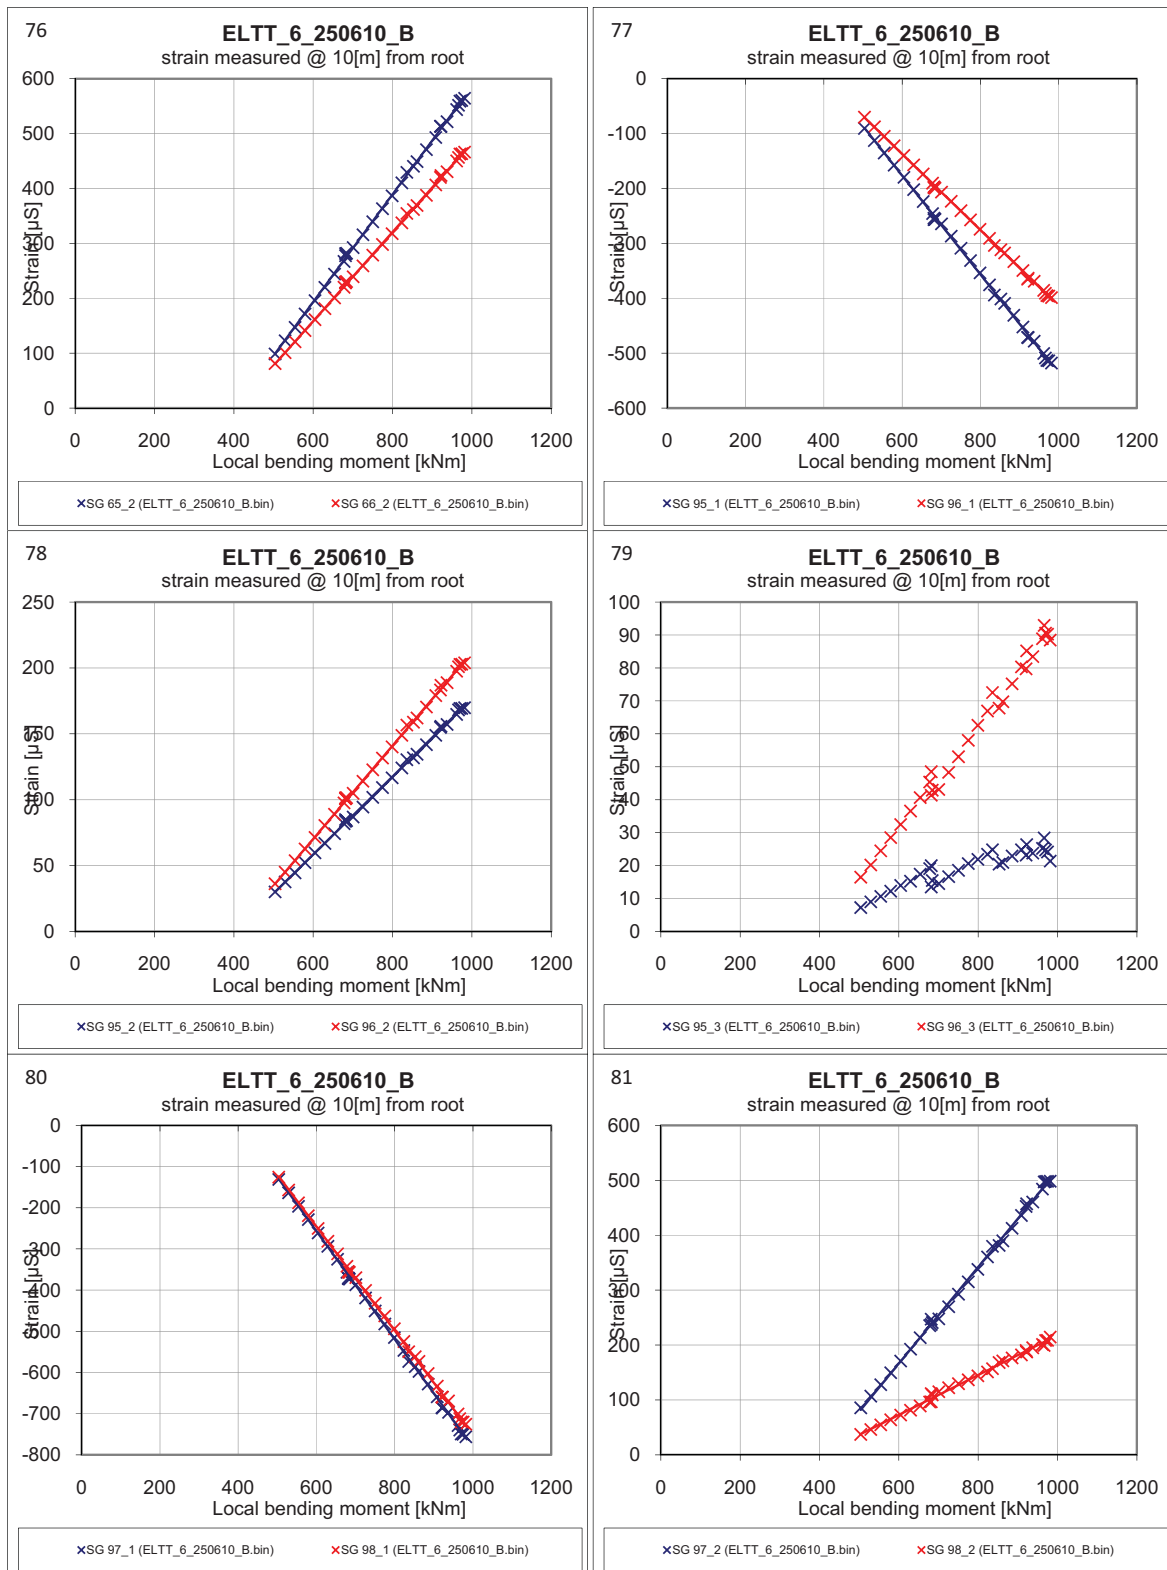 76
ELTT_6_250610_B
strain measured @ 10[m] from root
600
500
400
300
200
100
0
Strain [µS]
0 200 400 600 800 1000 1200
Local bending moment [kNm]
SG 65_2 (ELTT_6_250610_B.bin) SG 66_2 (ELTT_6_250610_B.bin)
77
ELTT_6_250610_B
strain measured @ 10[m] from root
0
-100
-200
-300
-400
-500
-600
Strain [µS]
0 200 400 600 800 1000 1200
Local bending moment [kNm]
SG 95_1 (ELTT_6_250610_B.bin) SG 96_1 (ELTT_6_250610_B.bin)
78
ELTT_6_250610_B
strain measured @ 10[m] from root
250
200
150
100
50
0
Strain [µS]
0 200 400 600 800 1000 1200
Local bending moment [kNm]
SG 95_2 (ELTT_6_250610_B.bin) SG 96_2 (ELTT_6_250610_B.bin)
79
ELTT_6_250610_B
strain measured @ 10[m] from root
100
90
80
70
60
50
40
30
20
10
0
Strain [µS]
0 200 400 600 800 1000 1200
Local bending moment [kNm]
SG 95_3 (ELTT_6_250610_B.bin) SG 96_3 (ELTT_6_250610_B.bin)
80
ELTT_6_250610_B
strain measured @ 10[m] from root
0
-100
-200
-300
-400
-500
-600
-700
-800
Strain [µS]
0 200 400 600 800 1000 1200
Local bending moment [kNm]
SG 97_1 (ELTT_6_250610_B.bin) SG 98_1 (ELTT_6_250610_B.bin)
81
ELTT_6_250610_B
strain measured @ 10[m] from root
600
500
400
300
200
100
0
Strain [µS]
0 200 400 600 800 1000 1200
Local bending moment [kNm]
SG 97_2 (ELTT_6_250610_B.bin) SG 98_2 (ELTT_6_250610_B.bin)